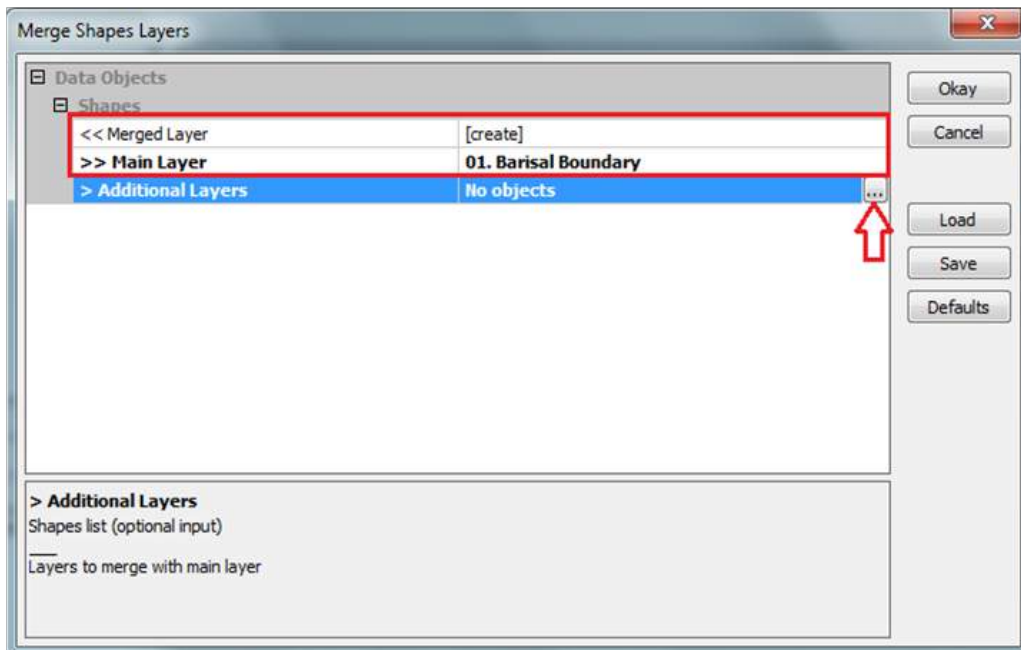 Merge Shapes Layers
Data Objects
Shapes
<< Merged Layer [create]
>> Main Layer 01. Barisal Boundary
> Additional Layers No objects ...
Okay
Cancel
Load
Save
Defaults
> Additional Layers
Shapes list (optional input)
___
Layers to merge with main layer